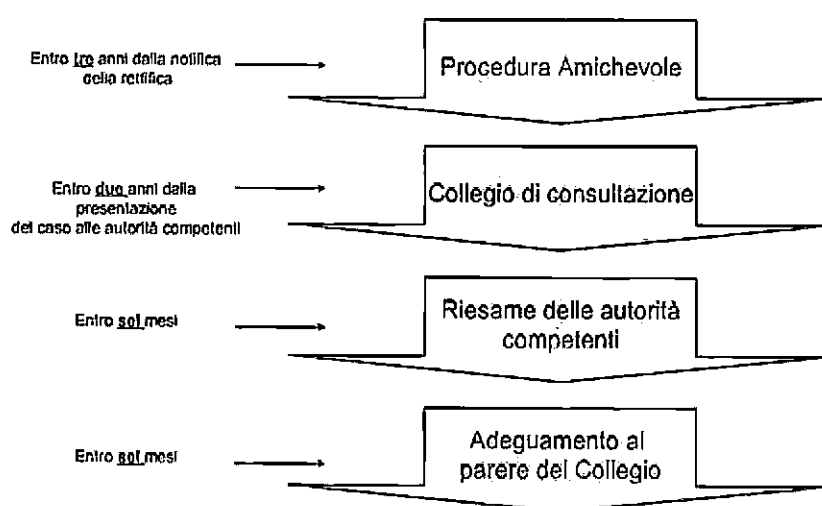 Entro tre anni dalla notifica
della rettifica
Procedura Amichevole
Entro due anni dalla
presentazione
del caso alle autorità competenti
Collegio di consultazione
Entro sei mesi
Riesame delle autorità
competenti
Entro sei mesi
Adeguamento al
parere del Collegio